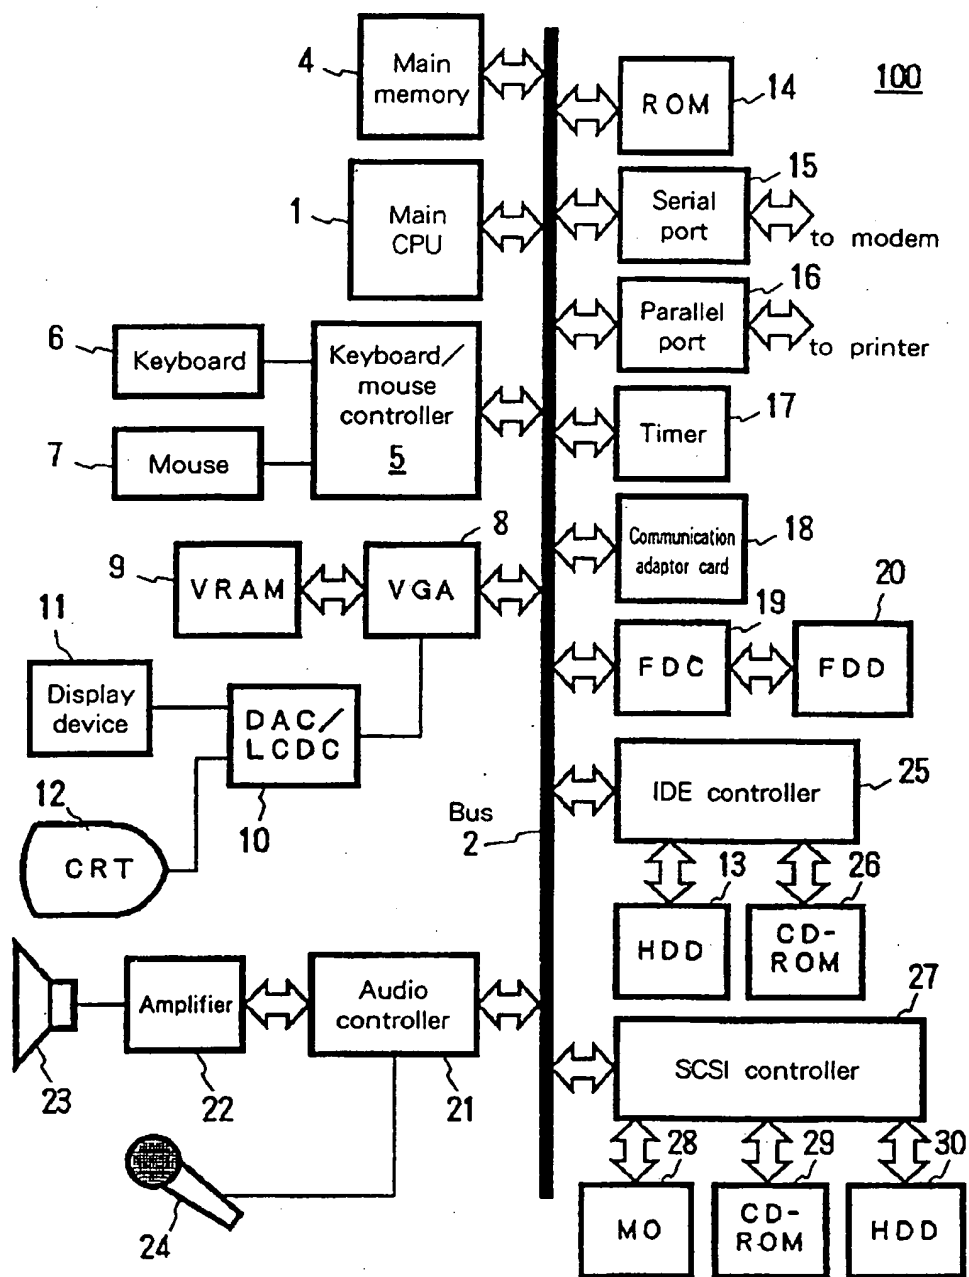 4
Main
memory
14
ROM
100
1
Main
CPU
15
Serial
port
to modem
16
Parallel
port
to printer
6
Keyboard
7
Mouse
Keyboard/
mouse
controller
5
17
Timer
18
Communication
adaptor card
9
VRAM
8
VGA
19
FDC
20
FDD
11
Display
device
DAC/
LCDC
10
12
CRT
Bus
2
25
IDE controller
13
HDD
26
CD-
ROM
23
Amplifier
22
Audio
controller
21
24
27
SCSI controller
28
MO
29
CD-
ROM
30
HDD